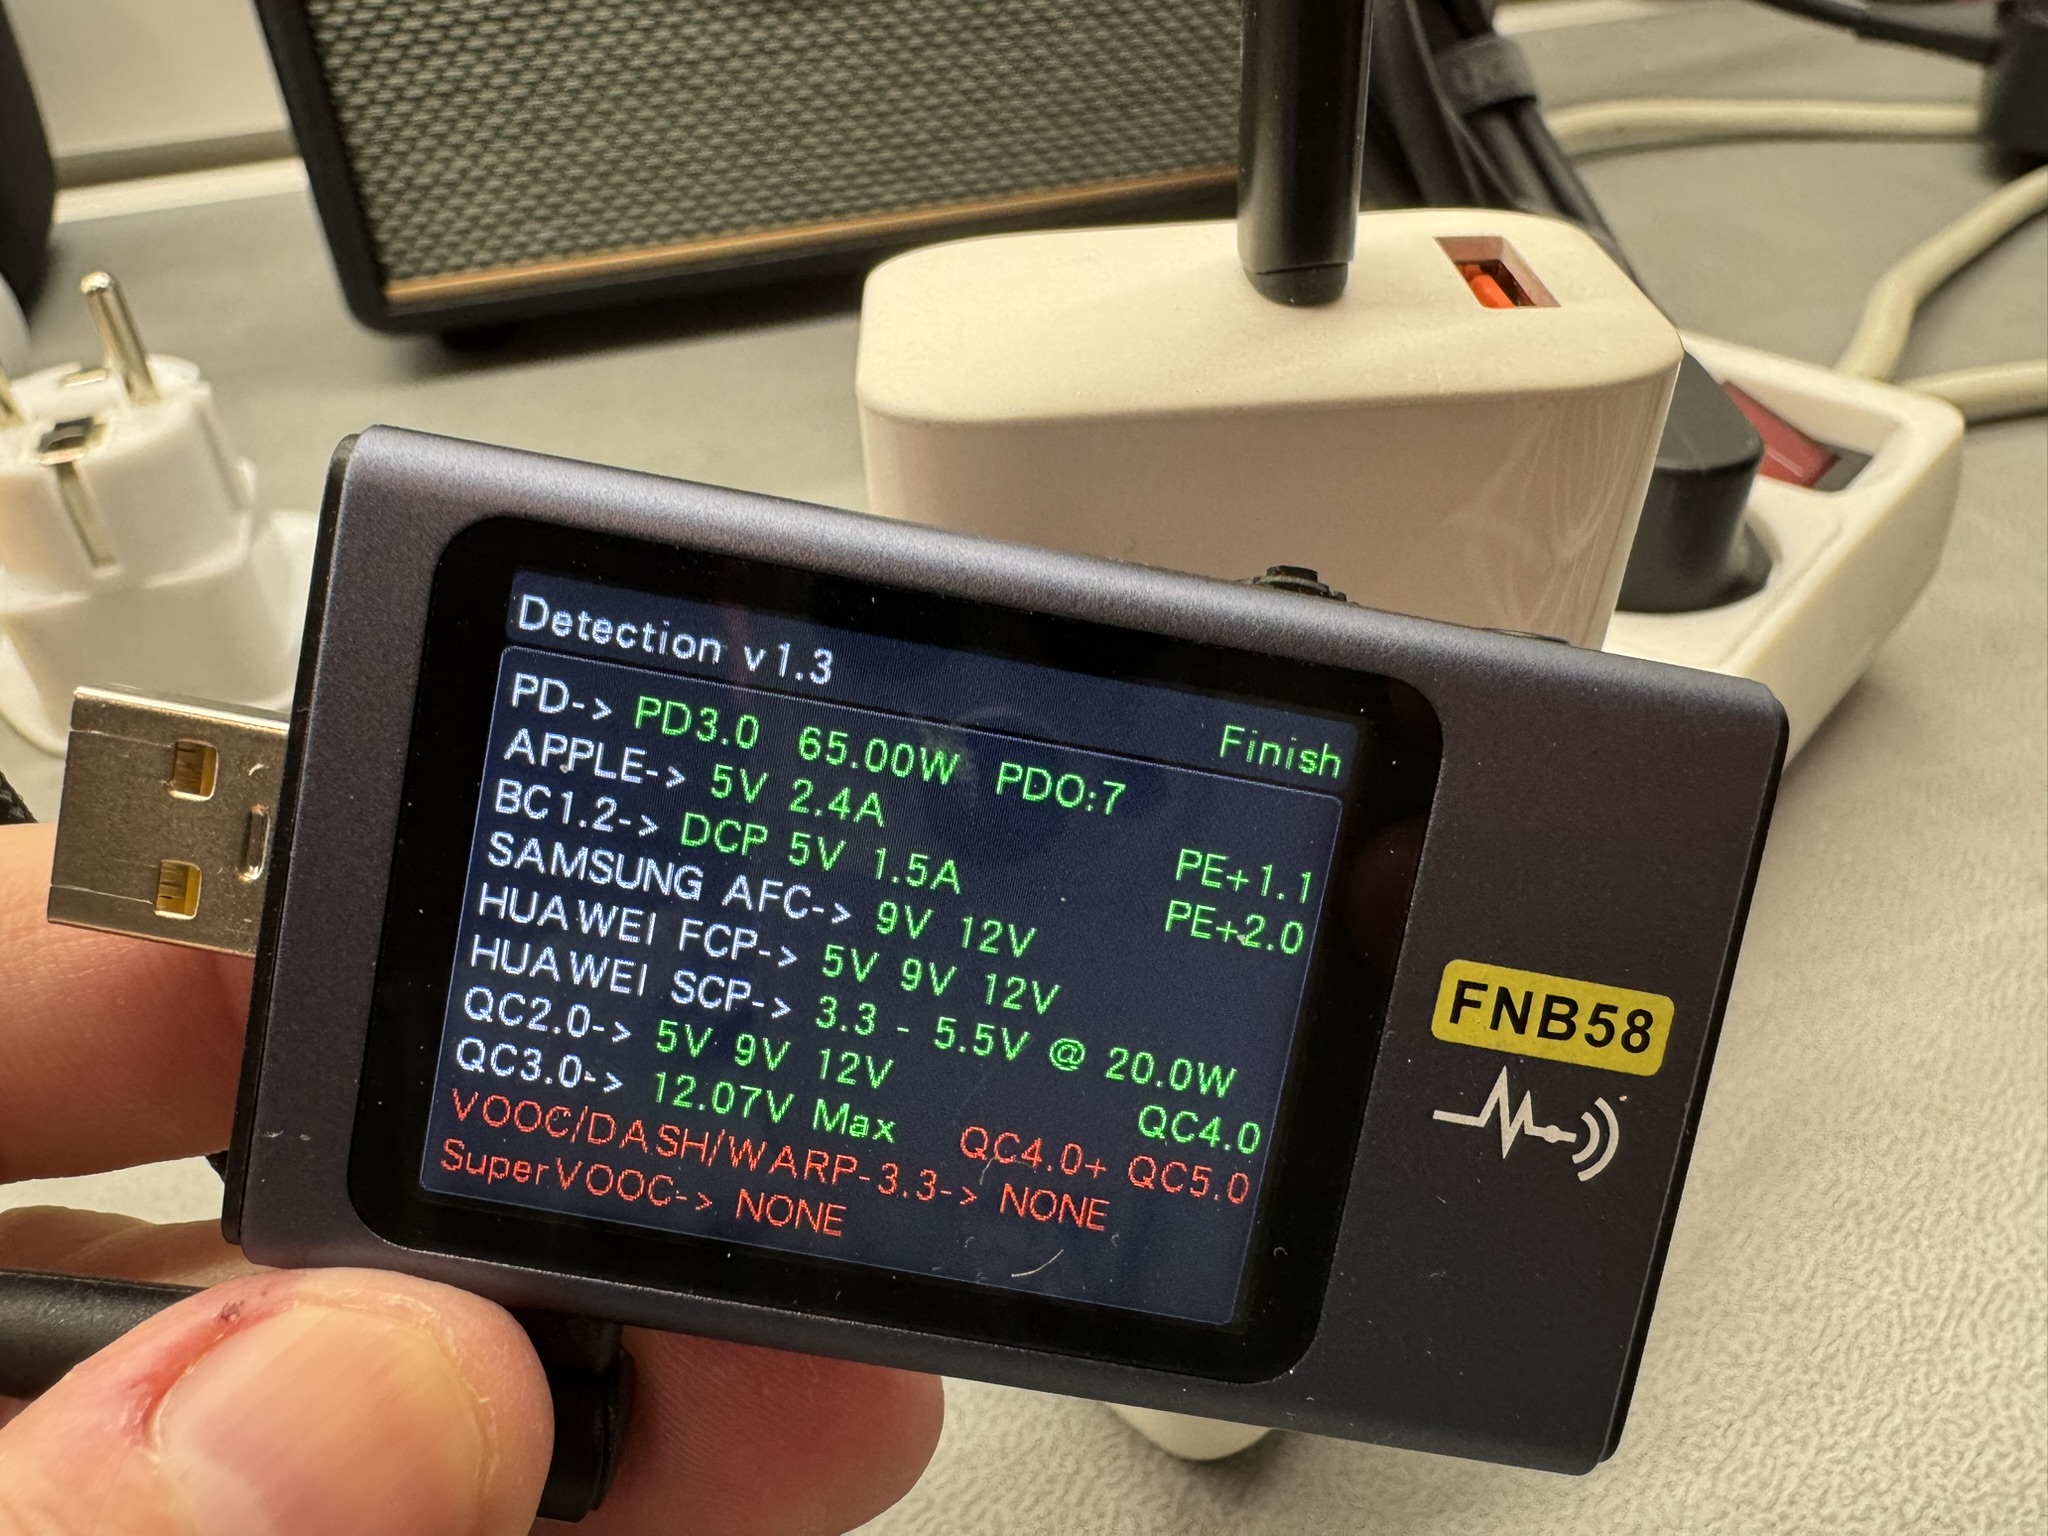 Detection v1.3 Finish
PD-> PD3.0 65.00W PDO:7
APPLE-> 5V 2.4A
BC1.2-> DCP 5V 1.5A PE+1.1
SAMSUNG AFC-> 9V 12V PE+2.0
HUAWEI FCP-> 5V 9V 12V
HUAWEI SCP-> 3.3 - 5.5V @ 20.0W
QC2.0-> 5V 9V 12V QC4.0
QC3.0-> 12.07V Max QC4.0+ QC5.0
VOOC/DASH/WARP-3.3-> NONE
SuperVOOC-> NONE
FNB58